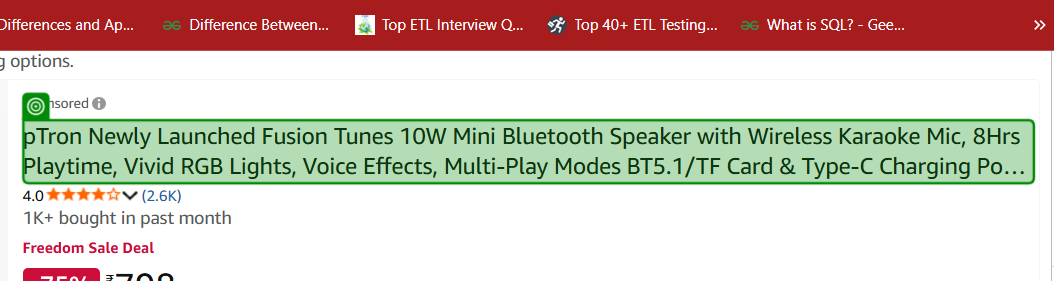 Differences and Ap...
Difference Between...
Top ETL Interview Q...
Top 40+ ETL Testing...
What is SQL? - Gee...
g options.
nsored
pTron Newly Launched Fusion Tunes 10W Mini Bluetooth Speaker with Wireless Karaoke Mic, 8Hrs
Playtime, Vivid RGB Lights, Voice Effects, Multi-Play Modes BT5.1/TF Card & Type-C Charging Po...
4.0 (2.6K)
1K+ bought in past month
Freedom Sale Deal
-75% ₹798